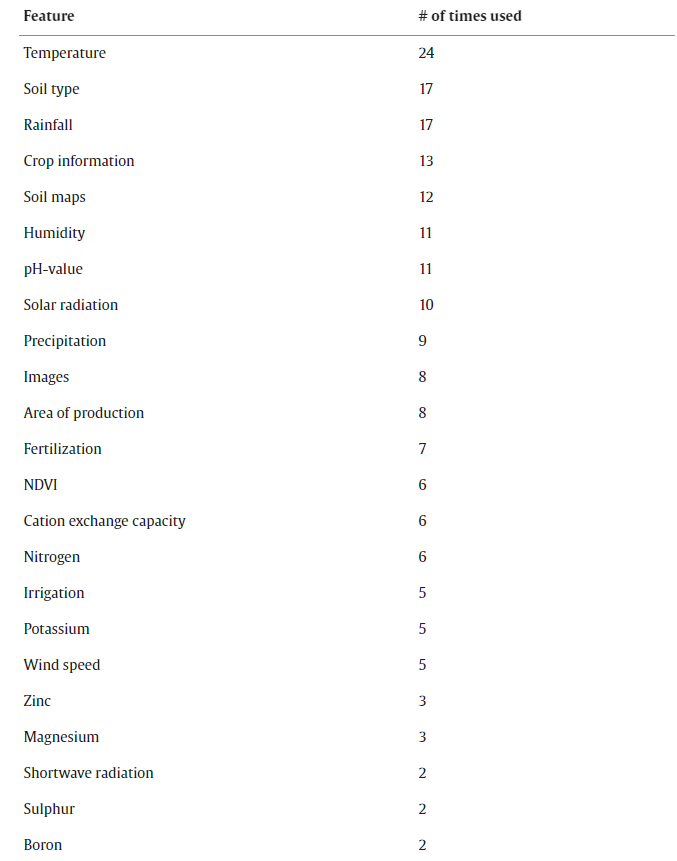 Feature # of times used
Temperature 24
Soil type 17
Rainfall 17
Crop information 13
Soil maps 12
Humidity 11
pH-value 11
Solar radiation 10
Precipitation 9
Images 8
Area of production 8
Fertilization 7
NDVI 6
Cation exchange capacity 6
Nitrogen 6
Irrigation 5
Potassium 5
Wind speed 5
Zinc 3
Magnesium 3
Shortwave radiation 2
Sulphur 2
Boron 2